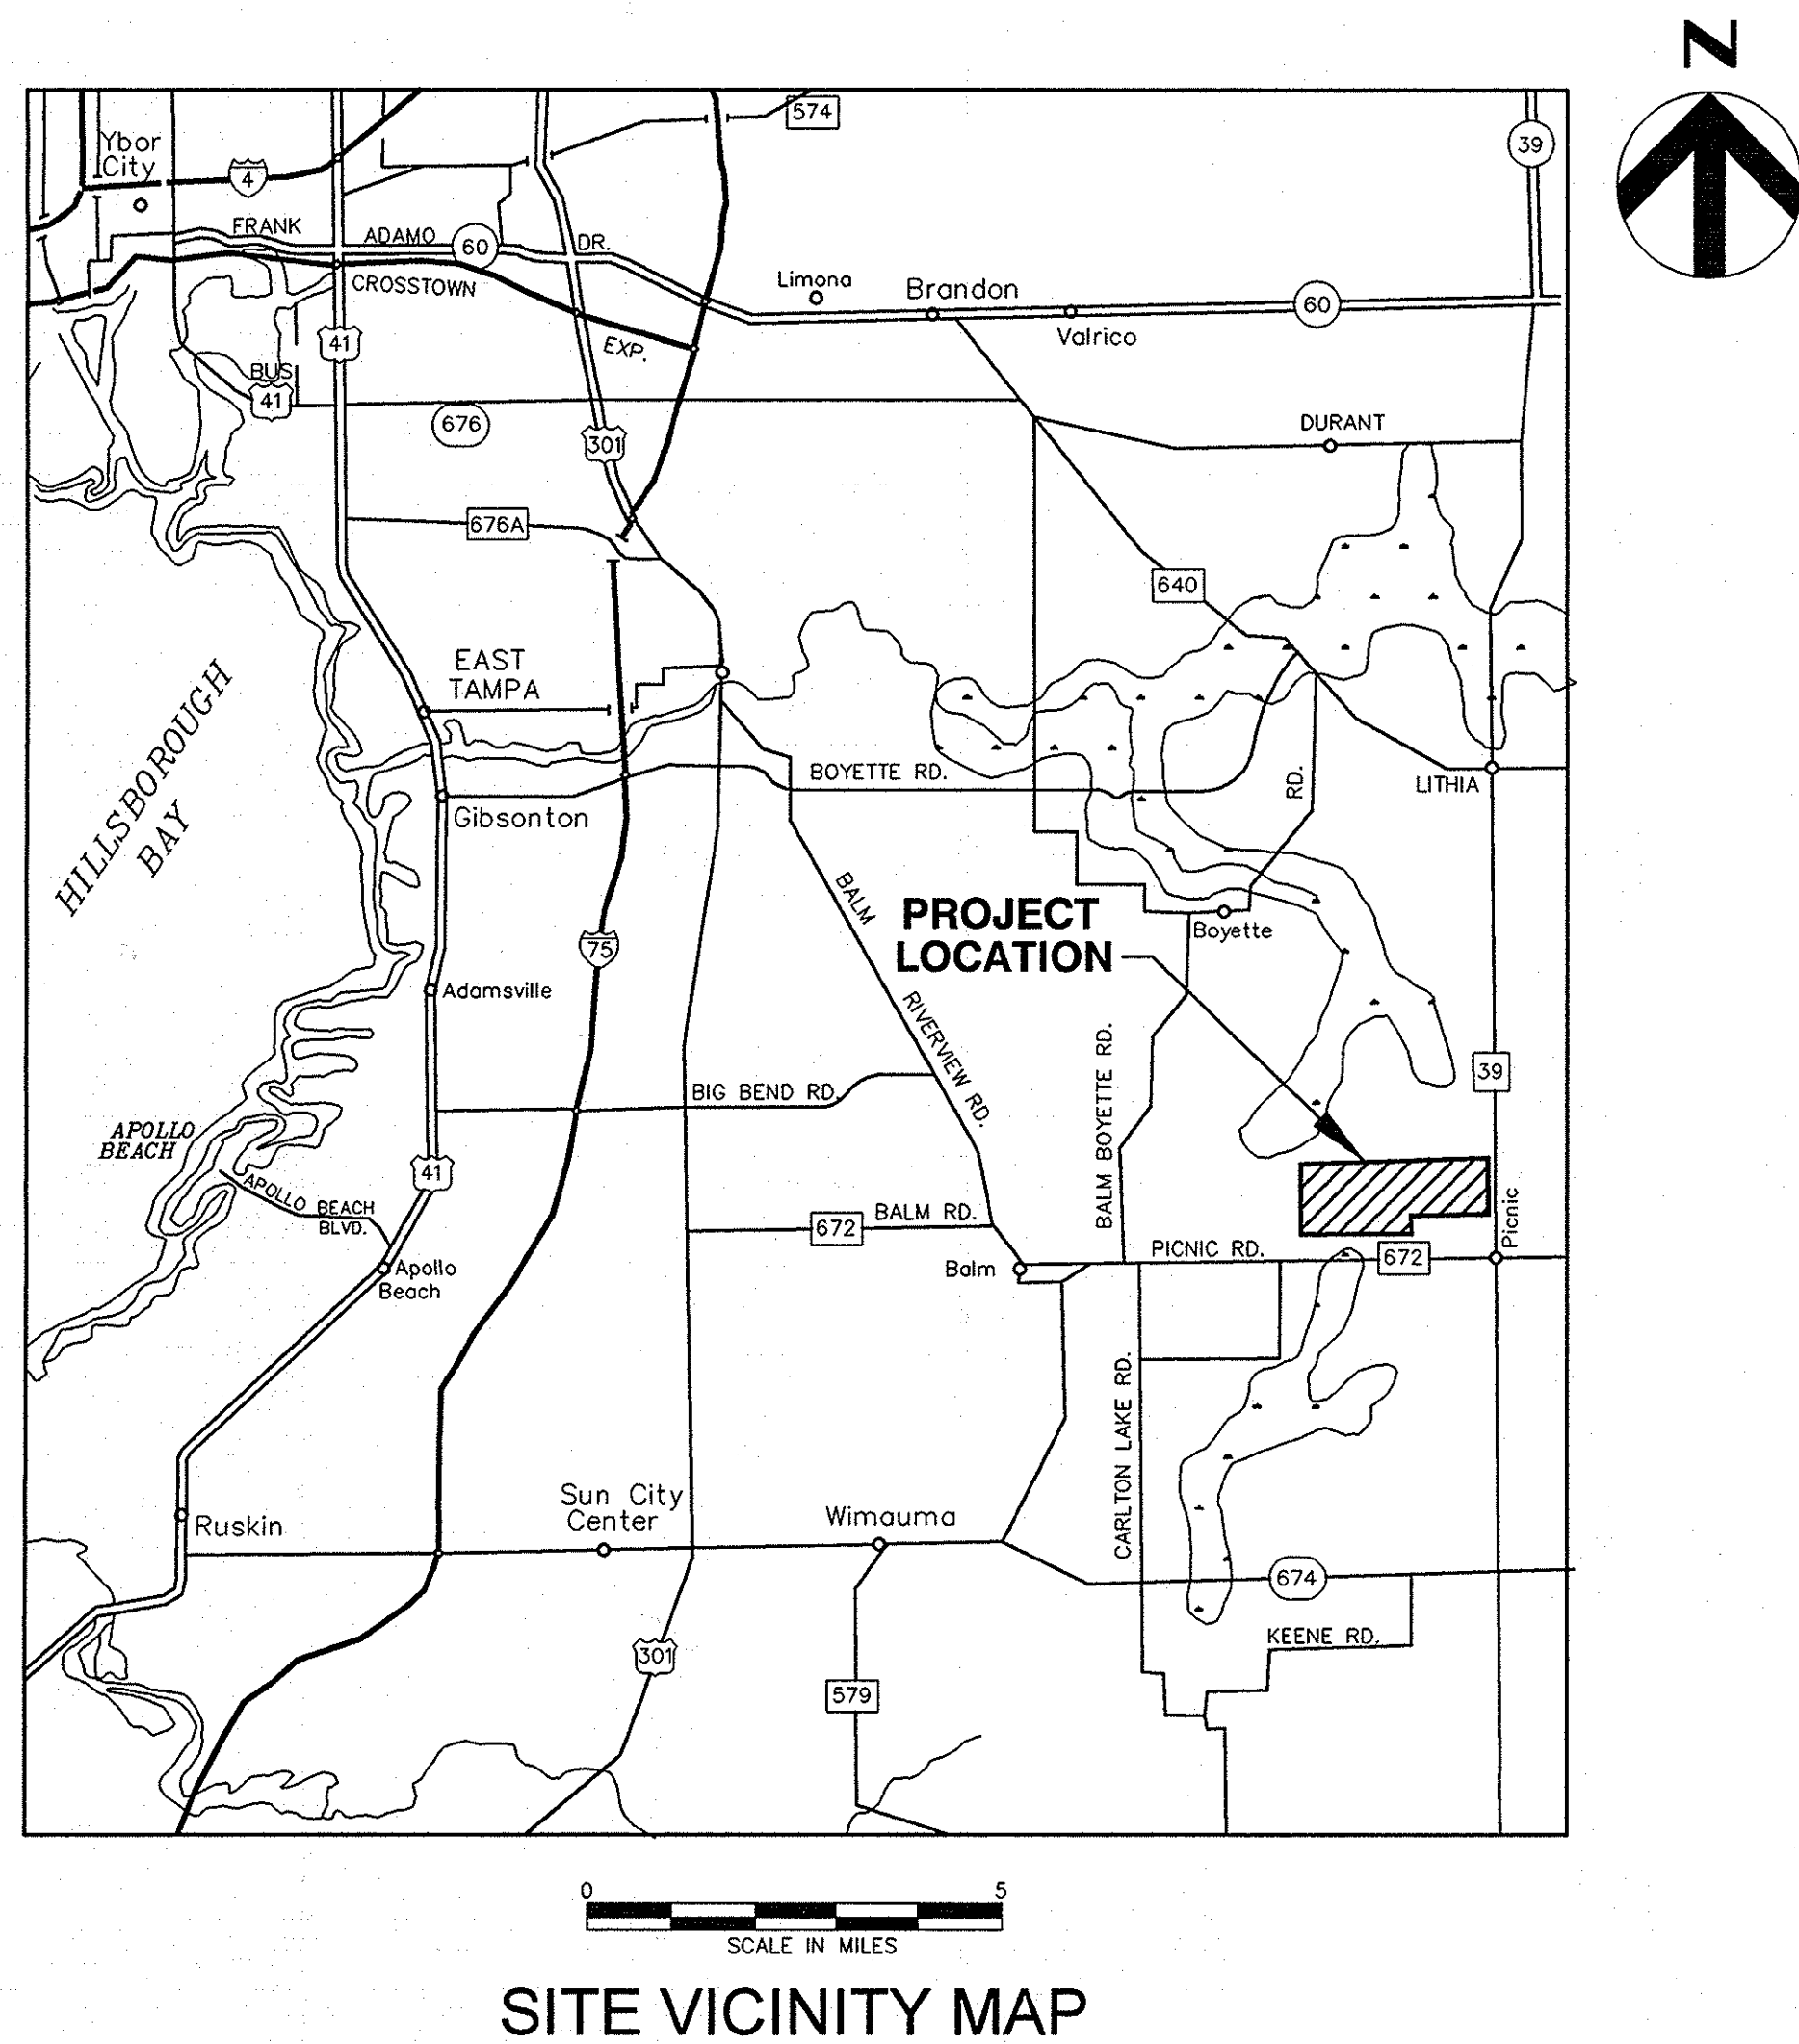 N
574
39
Ybor
City
4
FRANK
ADAMO
60
DR.
CROSSTOWN
Limona
Brandon
60
Valrico
41
EXP.
BUS
41
676
301
DURANT
676A
640
EAST
TAMPA
HILLSBOROUGH
BAY
BOYETTE RD.
RD.
LITHIA
Gibsonton
BALM
PROJECT
LOCATION
Boyette
75
Adamsville
RIVERVIEW RD.
BALM BOYETTE RD.
39
BIG BEND RD.
APOLLO
BEACH
41
APOLLO BEACH
BLVD.
672
BALM RD.
Picnic
PICNIC RD.
672
Balm
Apollo
Beach
CARLTON LAKE RD.
Sun City
Center
Wimauma
Ruskin
674
KEENE RD.
301
579
0 5
SCALE IN MILES
SITE VICINITY MAP